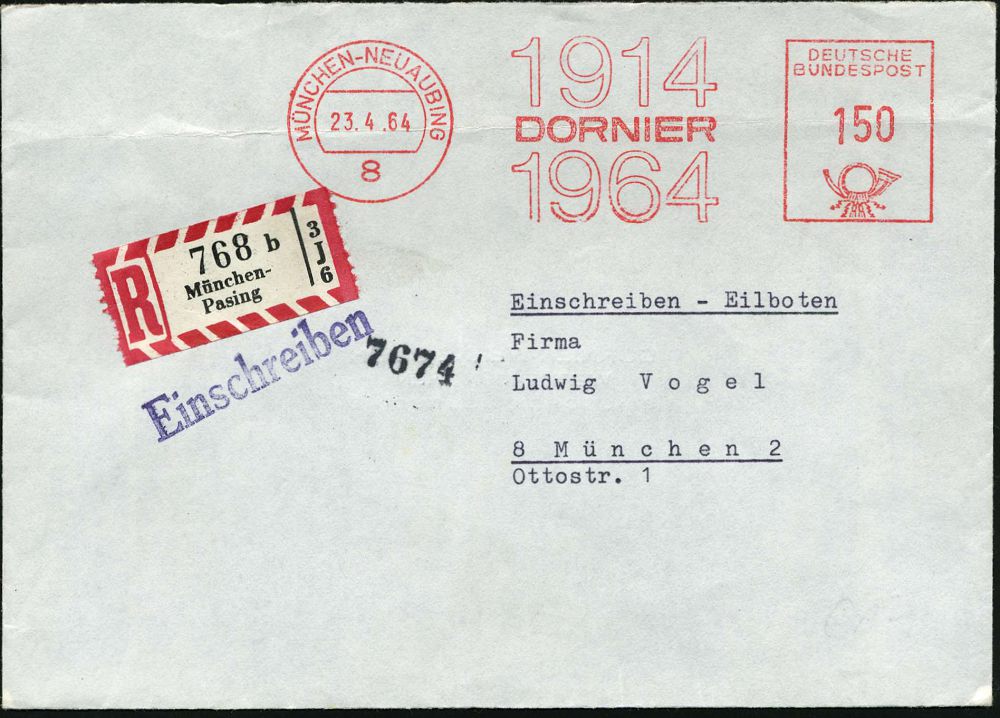 MÜNCHEN-NEUAUBING
23.4.64
8
1914
DORNIER
1964
DEUTSCHE
BUNDESPOST
150
R
768 b
München-
Pasing
3
J
6
Einschreiben
7674
Einschreiben - Eilboten
Firma
Ludwig Vogel
8 München 2
Ottostr. 1